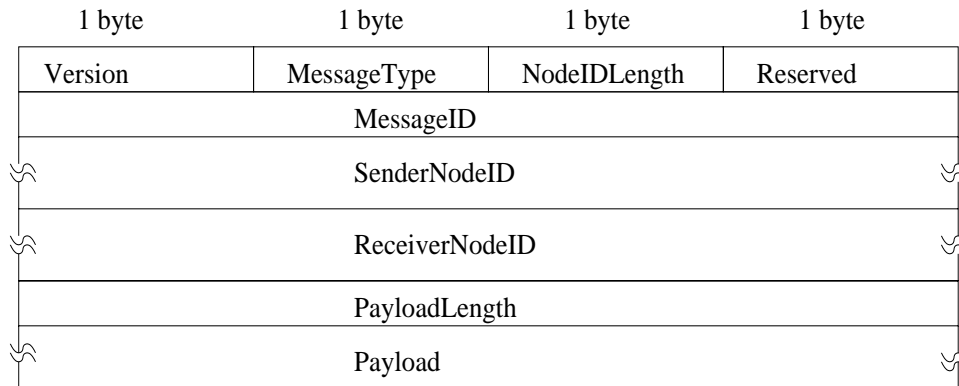 1 byte 1 byte 1 byte 1 byte
Version MessageType NodeIDLength Reserved
MessageID
SenderNodeID
ReceiverNodeID
PayloadLength
Payload